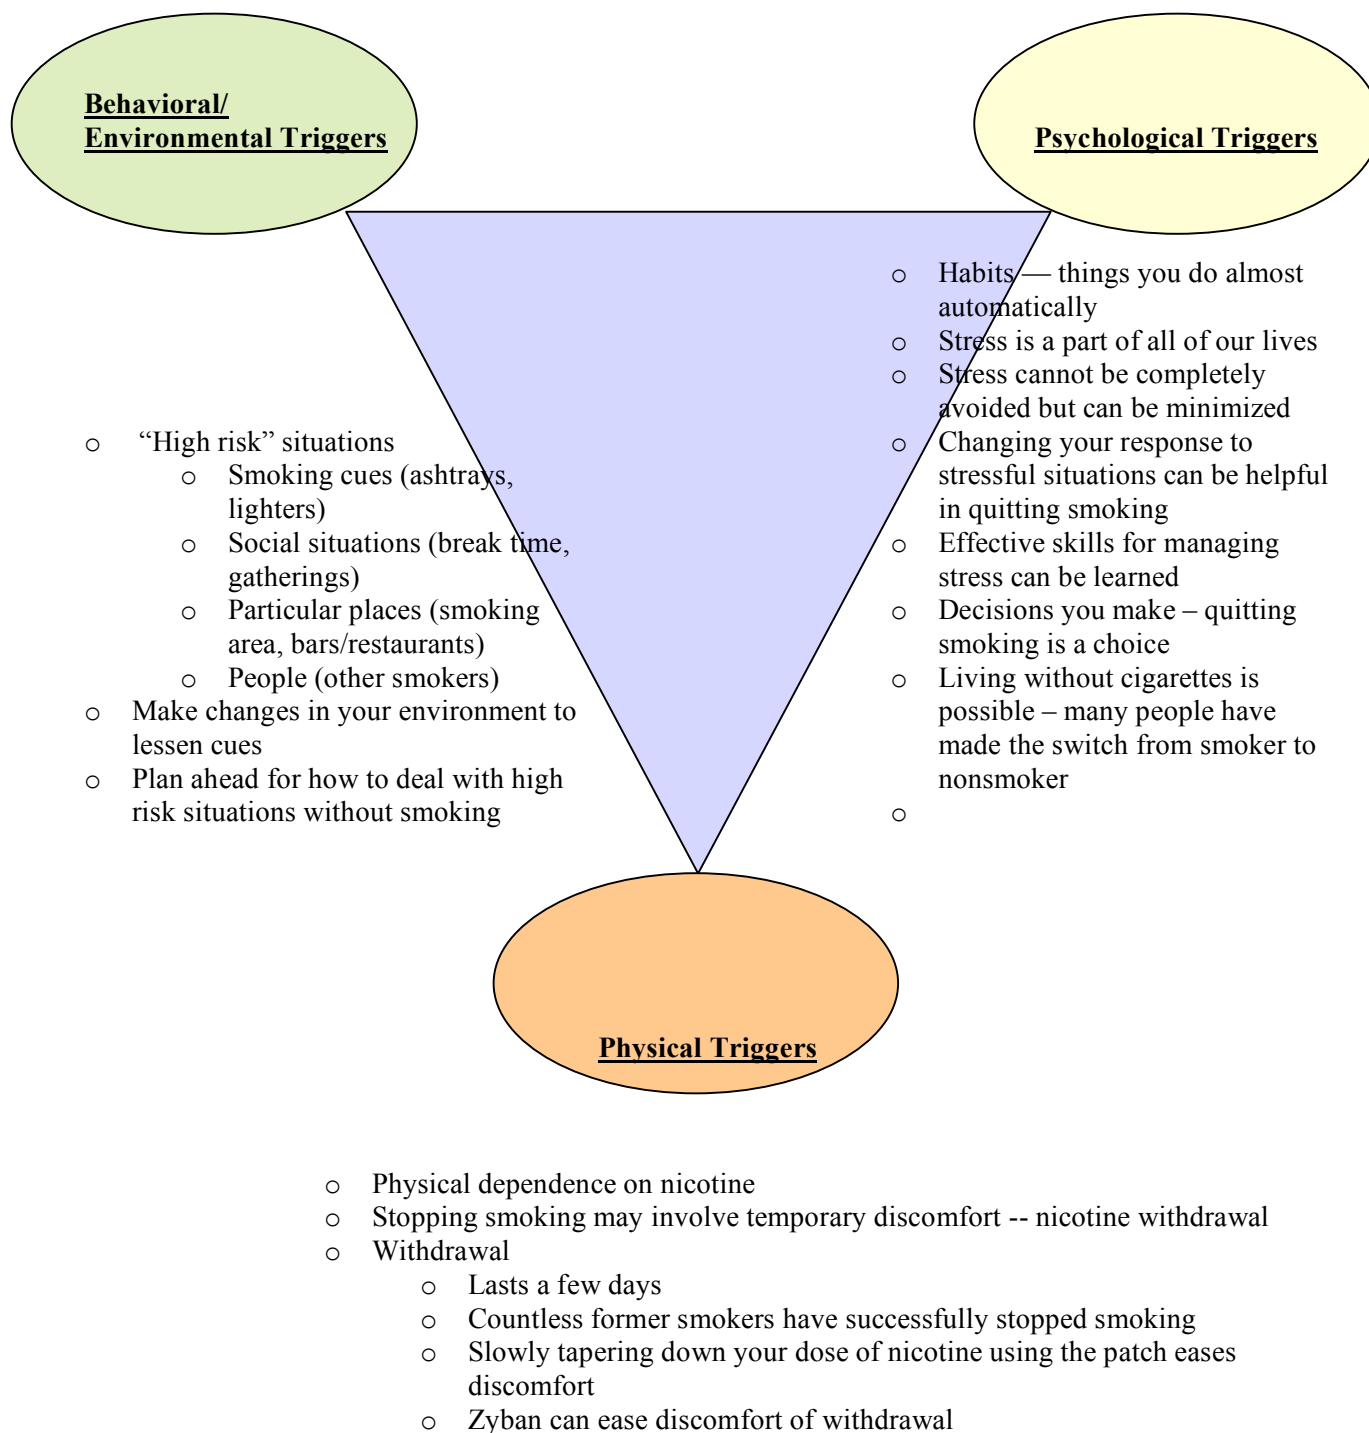 Behavioral/
Environmental Triggers
Psychological Triggers
o Habits — things you do almost
automatically
o Stress is a part of all of our lives
o Stress cannot be completely
avoided but can be minimized
o Changing your response to
stressful situations can be helpful
in quitting smoking
o Effective skills for managing
stress can be learned
o Decisions you make – quitting
smoking is a choice
o Living without cigarettes is
possible – many people have
made the switch from smoker to
nonsmoker
o
o “High risk” situations
o Smoking cues (ashtrays,
lighters)
o Social situations (break time,
gatherings)
o Particular places (smoking
area, bars/restaurants)
o People (other smokers)
o Make changes in your environment to
lessen cues
o Plan ahead for how to deal with high
risk situations without smoking
Physical Triggers
o Physical dependence on nicotine
o Stopping smoking may involve temporary discomfort -- nicotine withdrawal
o Withdrawal
o Lasts a few days
o Countless former smokers have successfully stopped smoking
o Slowly tapering down your dose of nicotine using the patch eases
discomfort
o Zyban can ease discomfort of withdrawal